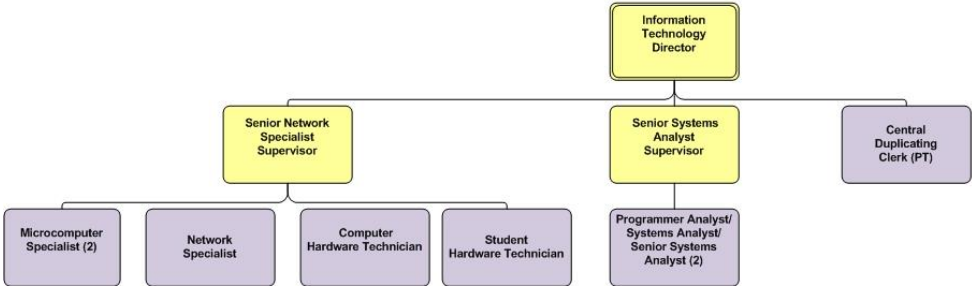 Information
Technology
Director
Senior Network
Specialist
Supervisor
Senior Systems
Analyst
Supervisor
Central
Duplicating
Clerk (PT)
Microcomputer
Specialist (2)
Network
Specialist
Computer
Hardware Technician
Student
Hardware Technician
Programmer Analyst/
Systems Analyst/
Senior Systems
Analyst (2)